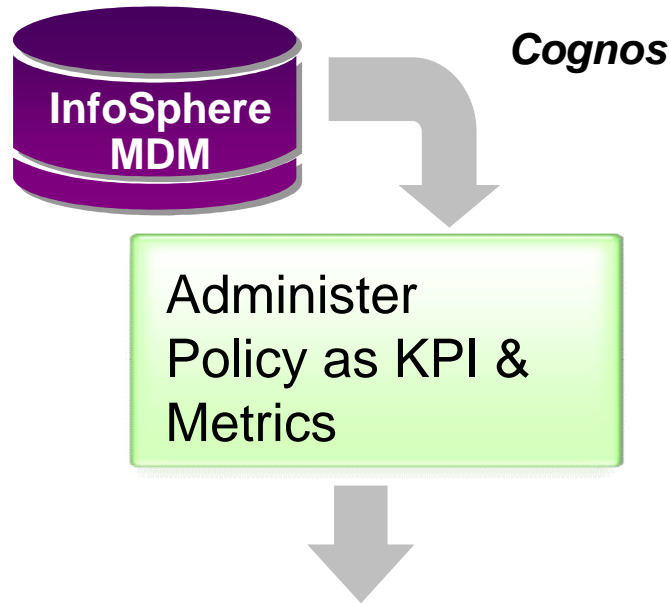 Cognos
InfoSphere
MDM
Administer
Policy as KPI &
Metrics